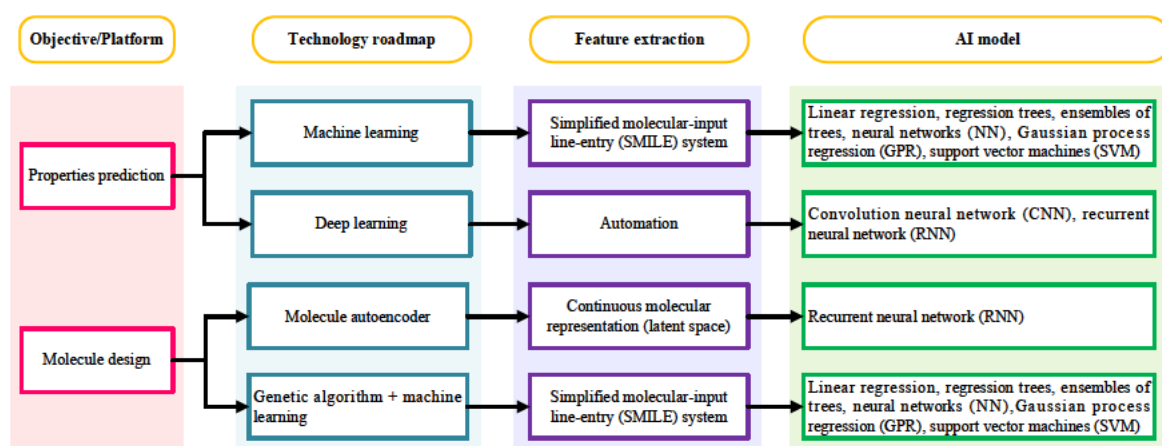 Objective/Platform
Technology roadmap
Feature extraction
AI model
Properties prediction
Machine learning
Simplified molecular-input
line-entry (SMILE) system
Linear regression, regression trees, ensembles of
trees, neural networks (NN), Gaussian process
regression (GPR), support vector machines (SVM)
Deep learning
Automation
Convolution neural network (CNN), recurrent
neural network (RNN)
Molecule design
Molecule autoencoder
Continuous molecular
representation (latent space)
Recurrent neural network (RNN)
Genetic algorithm + machine
learning
Simplified molecular-input
line-entry (SMILE) system
Linear regression, regression trees, ensembles of
trees, neural networks (NN), Gaussian process
regression (GPR), support vector machines (SVM)